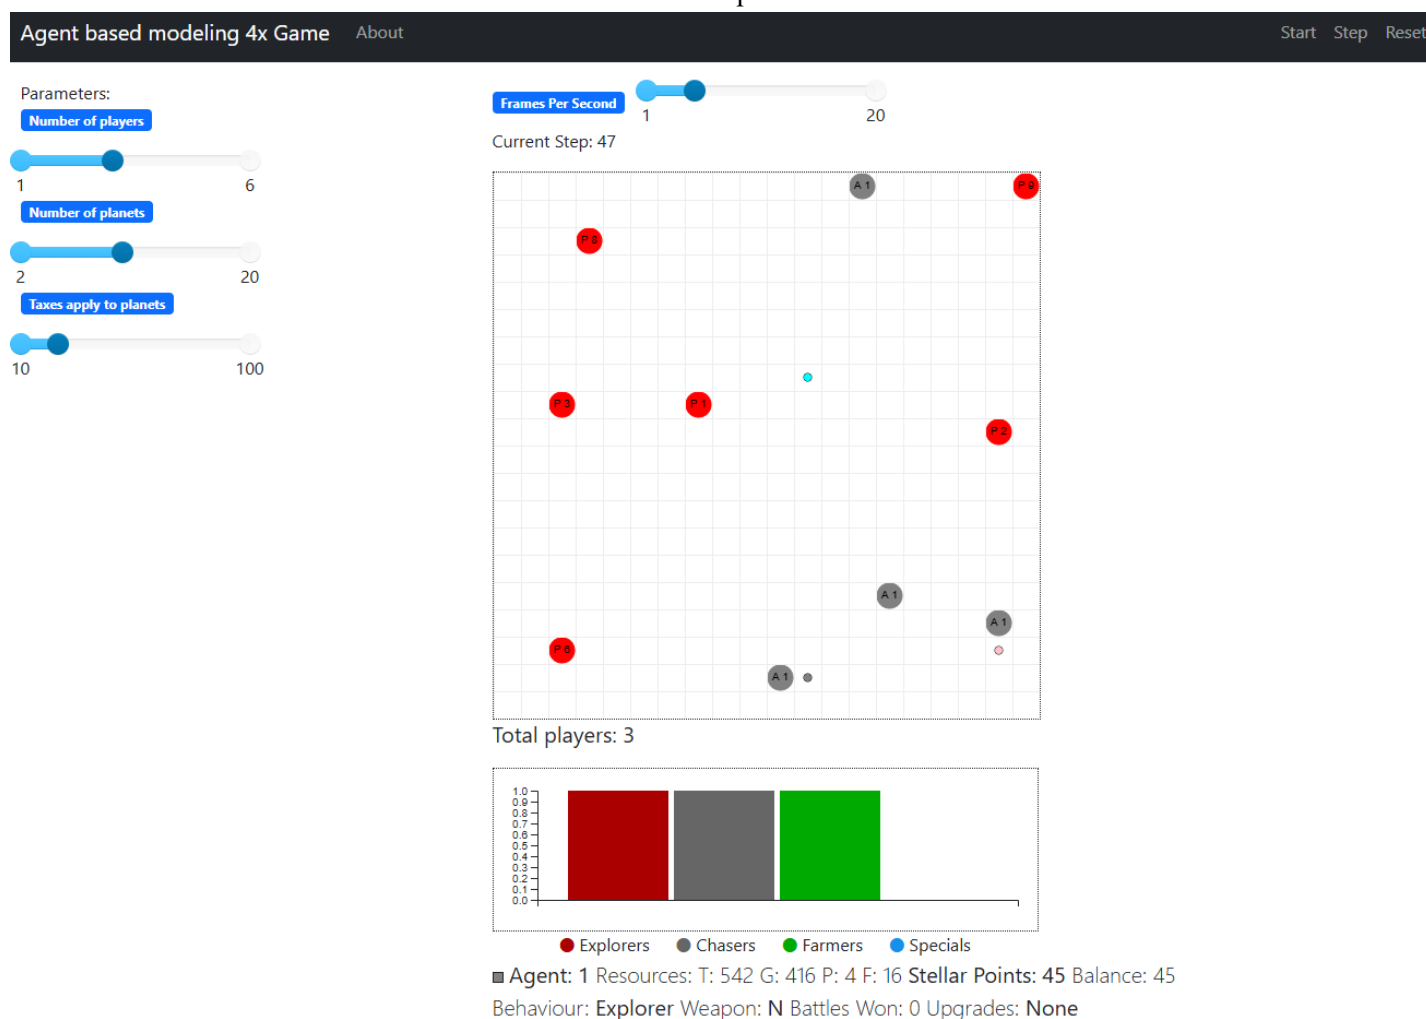 Agent based modeling 4x Game About Start Step Reset
Parameters:
Number of players
1 6
Number of planets
2 20
Taxes apply to planets
10 100
Frames Per Second
1 20
Current Step: 47
A 1
P 9
P 8
P 3
P 1
P 2
A 1
A 1
P 6
A 1
Total players: 3
1.0
0.9
0.8
0.7
0.6
0.5
0.4
0.3
0.2
0.1
0.0
Explorers Chasers Farmers Specials
Agent: 1 Resources: T: 542 G: 416 P: 4 F: 16 Stellar Points: 45 Balance: 45
Behaviour: Explorer Weapon: N Battles Won: 0 Upgrades: None